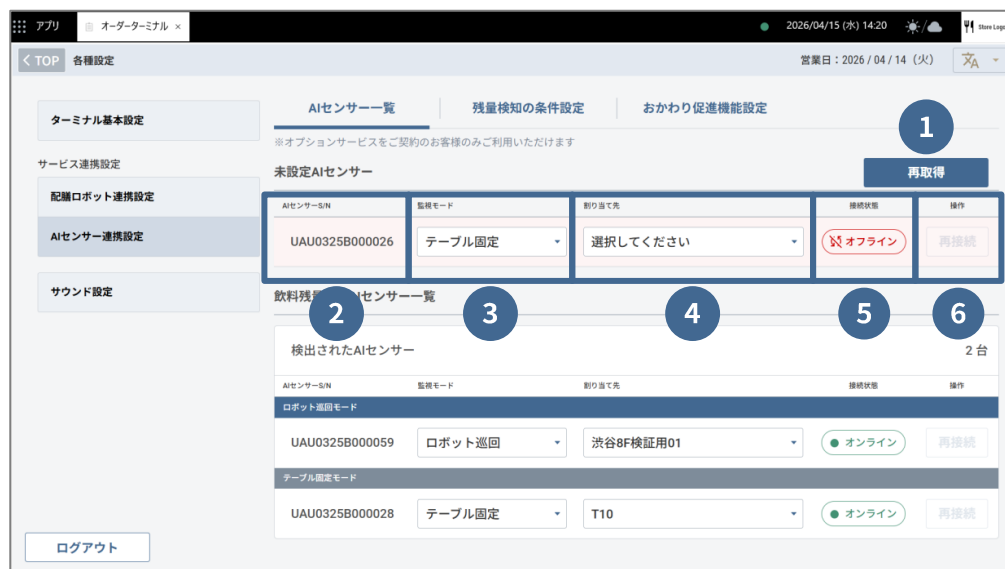 アプリ オーダーターミナル × 2026/04/15 (水) 14:20 Store Logo
< TOP 各種設定 営業日：2026 / 04 / 14（火）
ターミナル基本設定
サービス連携設定
配膳ロボット連携設定
AIセンサー連携設定
サウンド設定
ログアウト
AIセンサー一覧 残量検知の条件設定 おかわり促進機能設定
1
※オプションサービスをご契約のお客様のみご利用いただけます
未設定AIセンサー 再取得
AIセンサーS/N 監視モード 割り当て先 接続状態 操作
UAU0325B000026 テーブル固定 選択してください オフライン 再接続
飲料残量 AIセンサー一覧
2 3 4 5 6
検出されたAIセンサー 2 台
AIセンサーS/N 監視モード 割り当て先 接続状態 操作
ロボット巡回モード
UAU0325B000059 ロボット巡回 渋谷8F検証用01 オンライン 再接続
テーブル固定モード
UAU0325B000028 テーブル固定 T10 オンライン 再接続